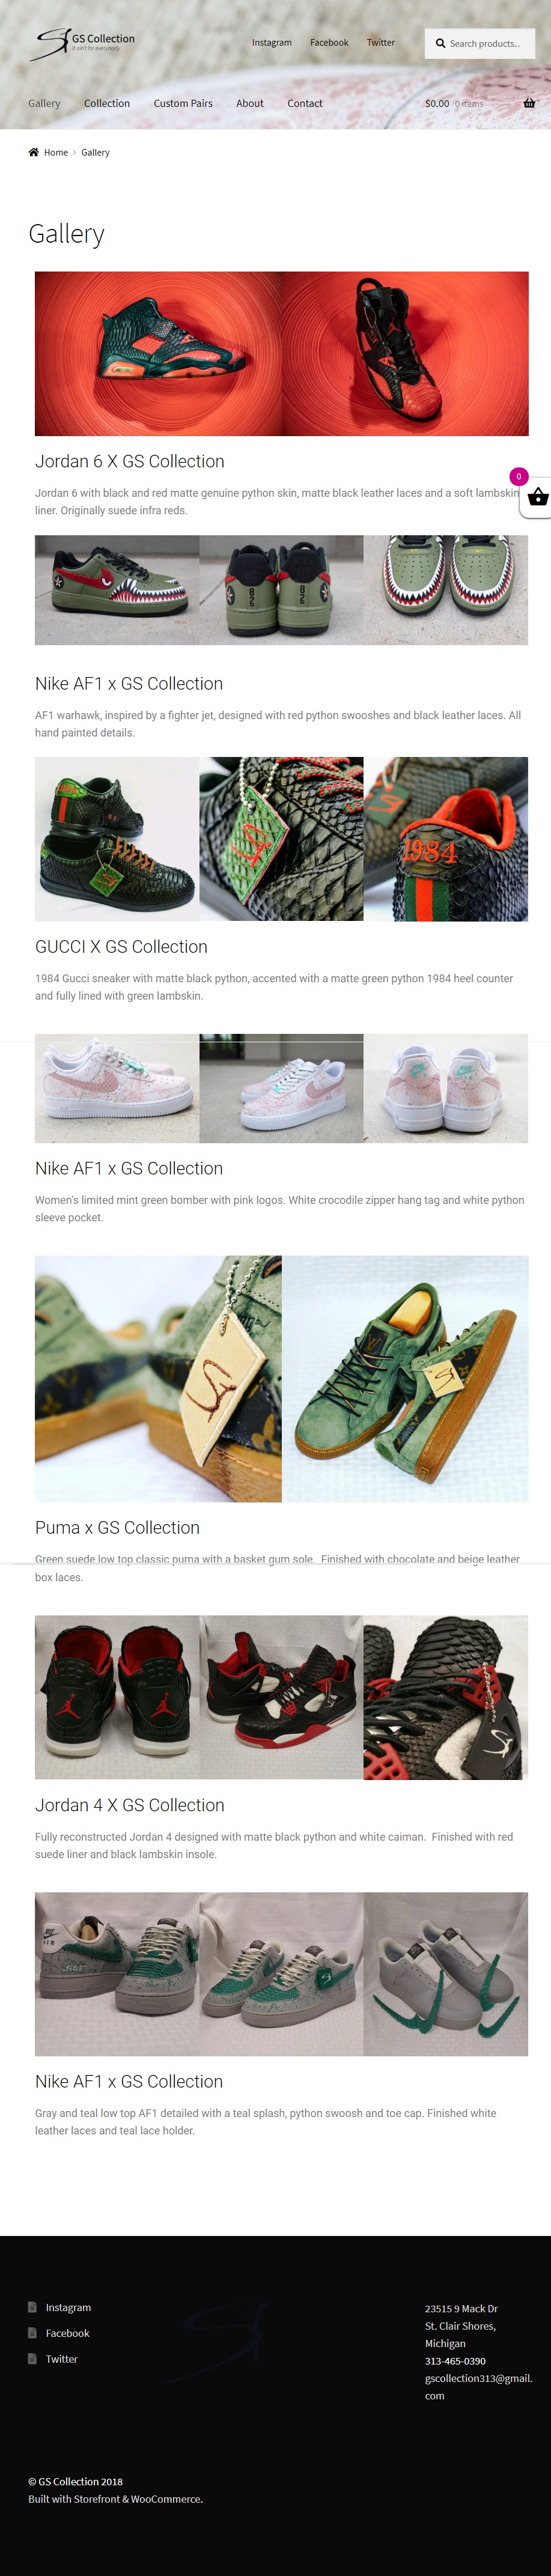 GS Collection
It ain't for everybody
Instagram Facebook Twitter
Search products..
Gallery Collection Custom Pairs About Contact
$0.00 0 items
Home > Gallery
Gallery
Jordan 6 X GS Collection
0
Jordan 6 with black and red matte genuine python skin, matte black leather laces and a soft lambskin
liner. Originally suede infra reds.
Nike AF1 x GS Collection
AF1 warhawk, inspired by a fighter jet, designed with red python swooshes and black leather laces. All
hand painted details.
1984
GUCCI X GS Collection
1984 Gucci sneaker with matte black python, accented with a matte green python 1984 heel counter
and fully lined with green lambskin.
Nike AF1 x GS Collection
Women's limited mint green bomber with pink logos. White crocodile zipper hang tag and white python
sleeve pocket.
Puma x GS Collection
Green suede low top classic puma with a basket gum sole. Finished with chocolate and beige leather
box laces.
Jordan 4 X GS Collection
Fully reconstructed Jordan 4 designed with matte black python and white caiman. Finished with red
suede liner and black lambskin insole.
Nike AF1 x GS Collection
Gray and teal low top AF1 detailed with a teal splash, python swoosh and toe cap. Finished white
leather laces and teal lace holder.
Instagram
Facebook
Twitter
23515 9 Mack Dr
St. Clair Shores,
Michigan
313-465-0390
gscollection313@gmail.
com
© GS Collection 2018
Built with Storefront & WooCommerce.